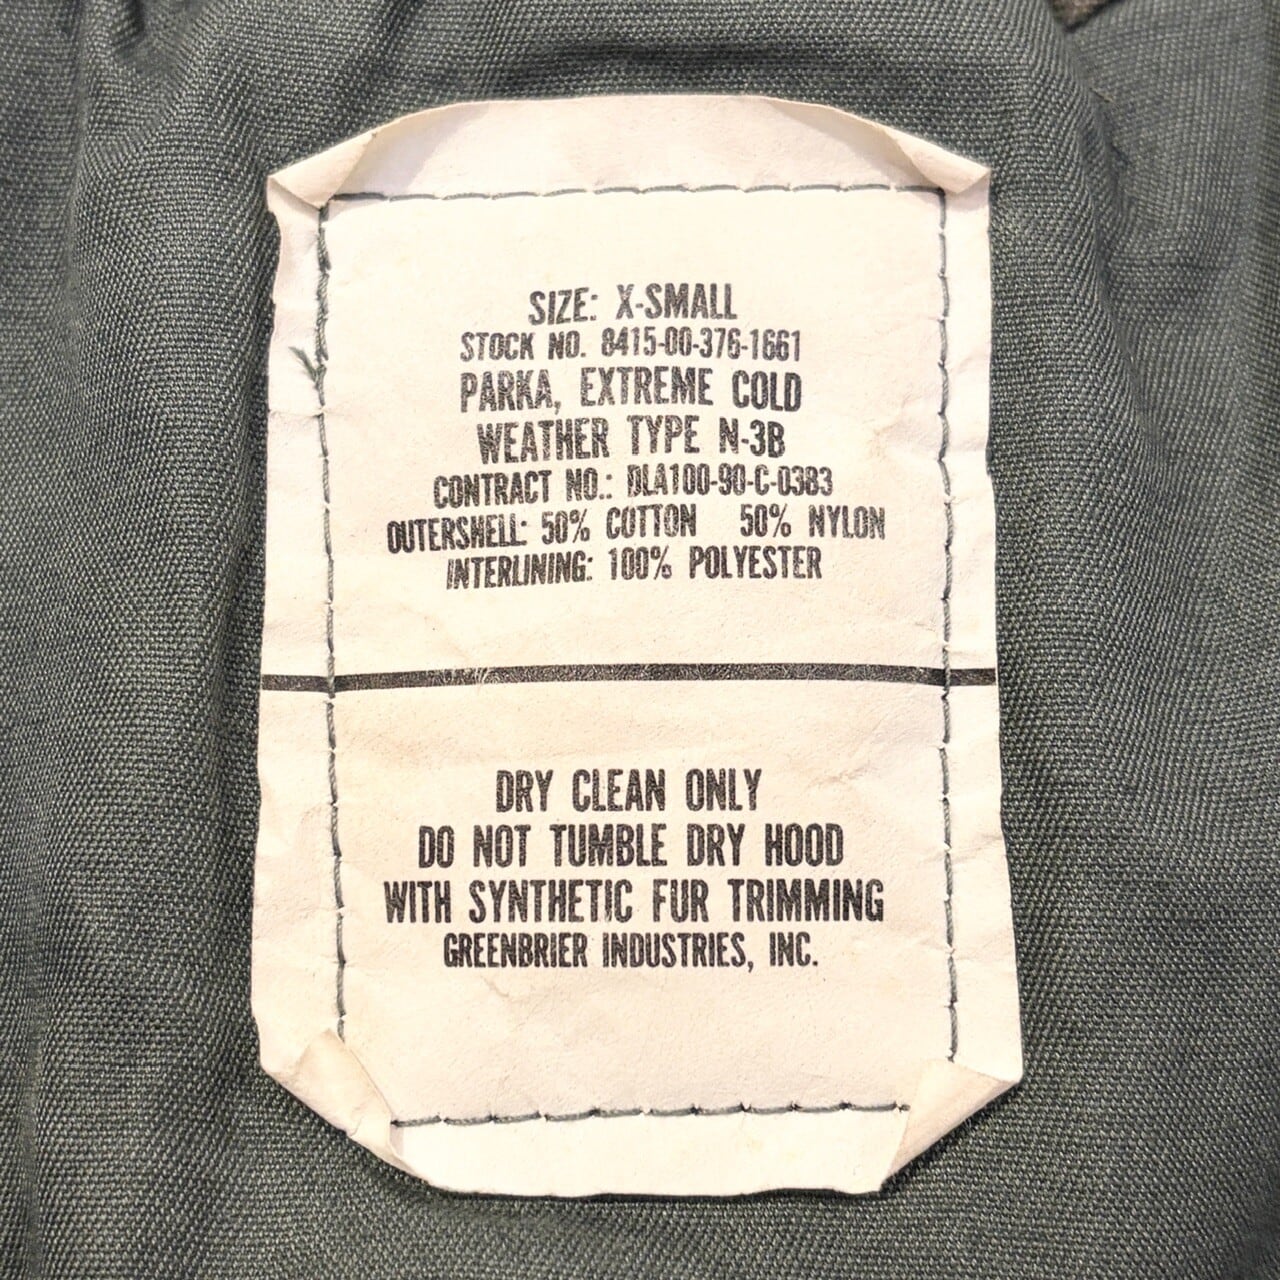 SIZE: X-SMALL
STOCK NO. 8415-00-376-1661
PARKA, EXTREME COLD
WEATHER TYPE N-3B
CONTRACT NO.: DLA100-90-C-0383
OUTERSHELL: 50% COTTON 50% NYLON
INTERLINING: 100% POLYESTER
DRY CLEAN ONLY
DO NOT TUMBLE DRY HOOD
WITH SYNTHETIC FUR TRIMMING
GREENBRIER INDUSTRIES, INC.